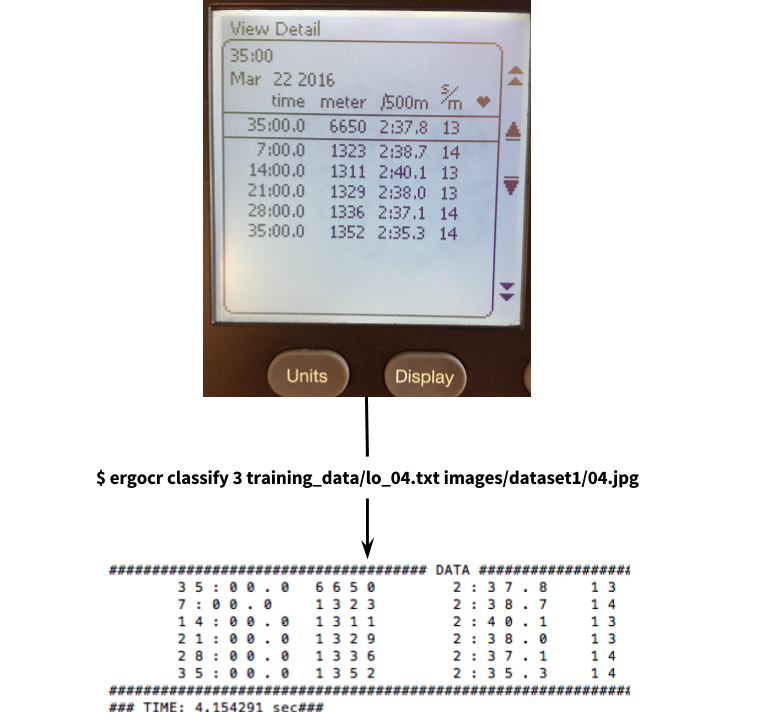 View Detail
35:00
Mar 22 2016
time meter /500m s/m ♥
35:00.0 6650 2:37.8 13
7:00.0 1323 2:38.7 14
14:00.0 1311 2:40.1 13
21:00.0 1329 2:38.0 13
28:00.0 1336 2:37.1 14
35:00.0 1352 2:35.3 14
Units Display
$ ergocr classify 3 training_data/lo_04.txt images/dataset1/04.jpg
##################################### DATA ##################
3 5 : 0 0 . 0 6 6 5 0 2 : 3 7 . 8 1 3
7 : 0 0 . 0 1 3 2 3 2 : 3 8 . 7 1 4
1 4 : 0 0 . 0 1 3 1 1 2 : 4 0 . 1 1 3
2 1 : 0 0 . 0 1 3 2 9 2 : 3 8 . 0 1 3
2 8 : 0 0 . 0 1 3 3 6 2 : 3 7 . 1 1 4
3 5 : 0 0 . 0 1 3 5 2 2 : 3 5 . 3 1 4
#############################################################
### TIME: 4.154291 sec###